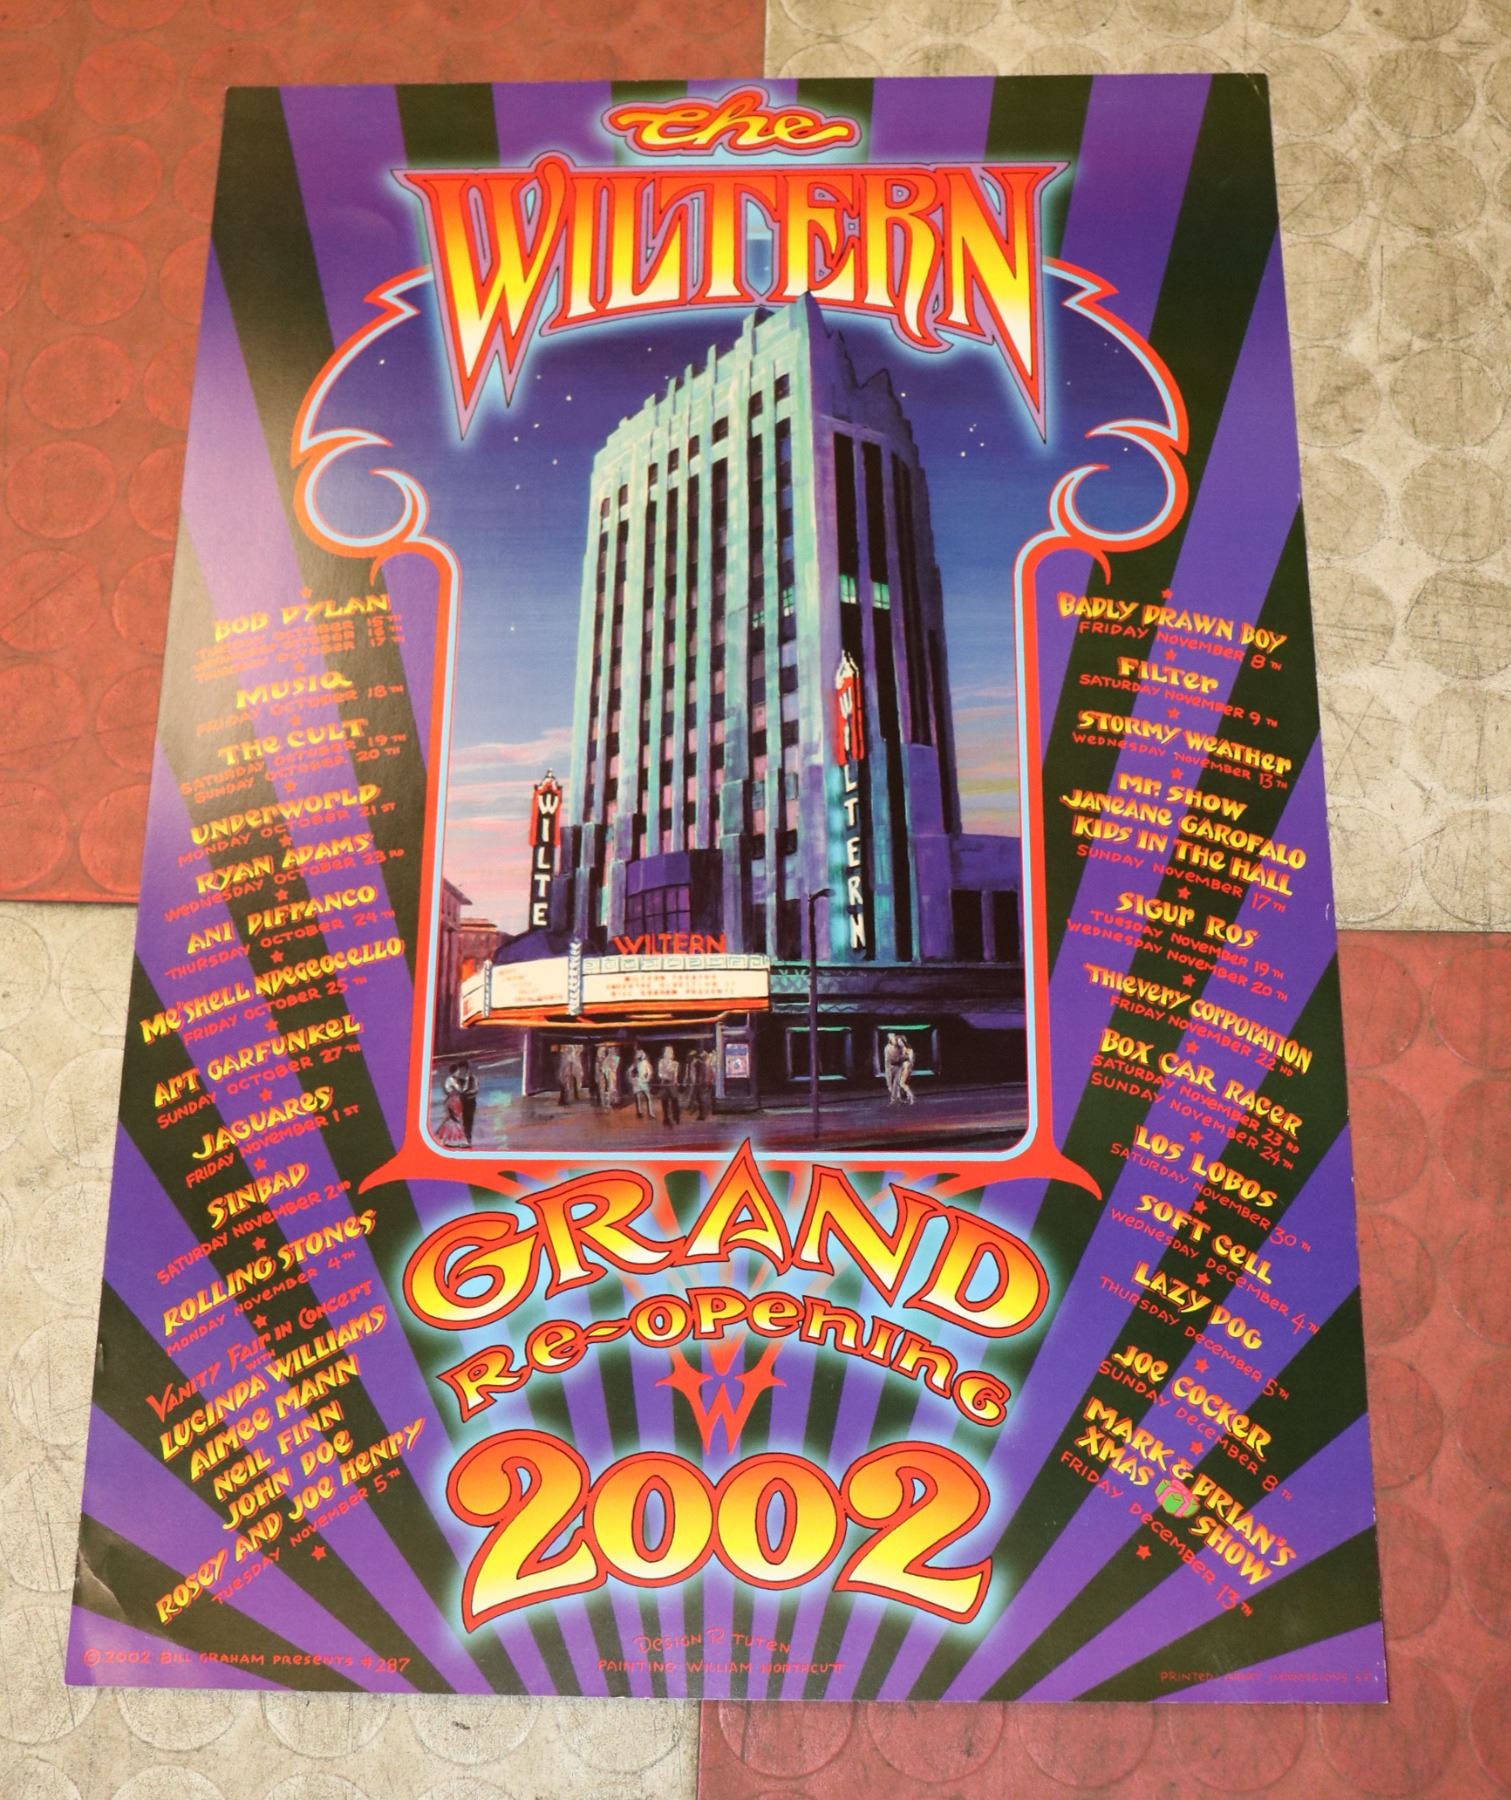 the
WILTERN
BOB DYLAN
TUESDAY OCTOBER 15TH
WEDNESDAY OCTOBER 16TH
THURSDAY OCTOBER 17TH
MUSIQ
FRIDAY OCTOBER 18TH
THE CULT
SATURDAY OCTOBER 19TH
SUNDAY OCTOBER 20TH
UNDERWORLD
MONDAY OCTOBER 21ST
RYAN ADAMS
WEDNESDAY OCTOBER 23RD
ANI DIFRANCO
THURSDAY OCTOBER 24TH
ME'SHELL NDEGEOCELLO
FRIDAY OCTOBER 25TH
ART GARFUNKEL
SUNDAY OCTOBER 27TH
JAGUARES
FRIDAY NOVEMBER 1ST
SINBAD
SATURDAY NOVEMBER 2ND
ROLLING STONES
MONDAY NOVEMBER 4TH
VANITY FAIR IN CONCERT
WITH
LUCINDA WILLIAMS
AIMEE MANN
NEIL FINN
JOHN DOE
ROSEY AND JOE HENRY
TUESDAY NOVEMBER 5TH
WILTE
WILTERN
WILTERN
BILL GRAHAM PRESENTS
BADLY DRAWN BOY
FRIDAY NOVEMBER 8TH
FILTER
SATURDAY NOVEMBER 9TH
STORMY WEATHER
WEDNESDAY NOVEMBER 13TH
MR. SHOW
JANEANE GAROFALO
KIDS IN THE HALL
SUNDAY NOVEMBER 17TH
SIGUR ROS
TUESDAY NOVEMBER 19TH
WEDNESDAY NOVEMBER 20TH
THIEVERY CORPORATION
FRIDAY NOVEMBER 22ND
BOX CAR RACER
SATURDAY NOVEMBER 23RD
SUNDAY NOVEMBER 24TH
LOS LOBOS
SATURDAY NOVEMBER 30TH
SOFT CELL
WEDNESDAY DECEMBER 4TH
LAZY DOG
THURSDAY DECEMBER 5TH
JOE COCKER
SUNDAY DECEMBER 8TH
MARK & BRIAN'S
XMAS SHOW
FRIDAY DECEMBER 13TH
GRAND
RE-OPENING
W
2002
DESIGN R TUTEN
PAINTING WILLIAM NORTHCUTT
©2002 BILL GRAHAM PRESENTS #287
PRINTED GREAT IMPRESSIONS SF